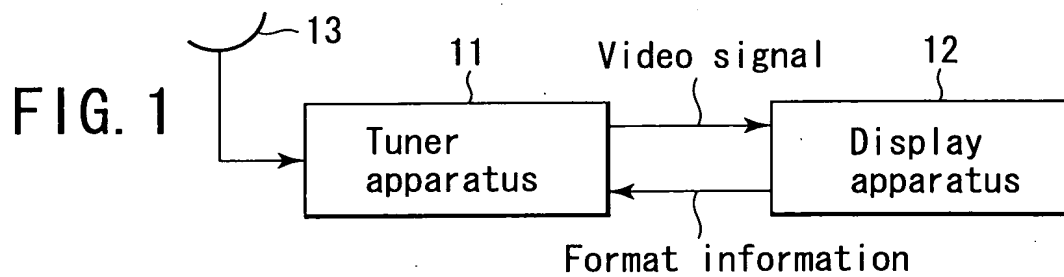 FIG. 1
13
11
Video signal
12
Tuner
apparatus
Display
apparatus
Format information